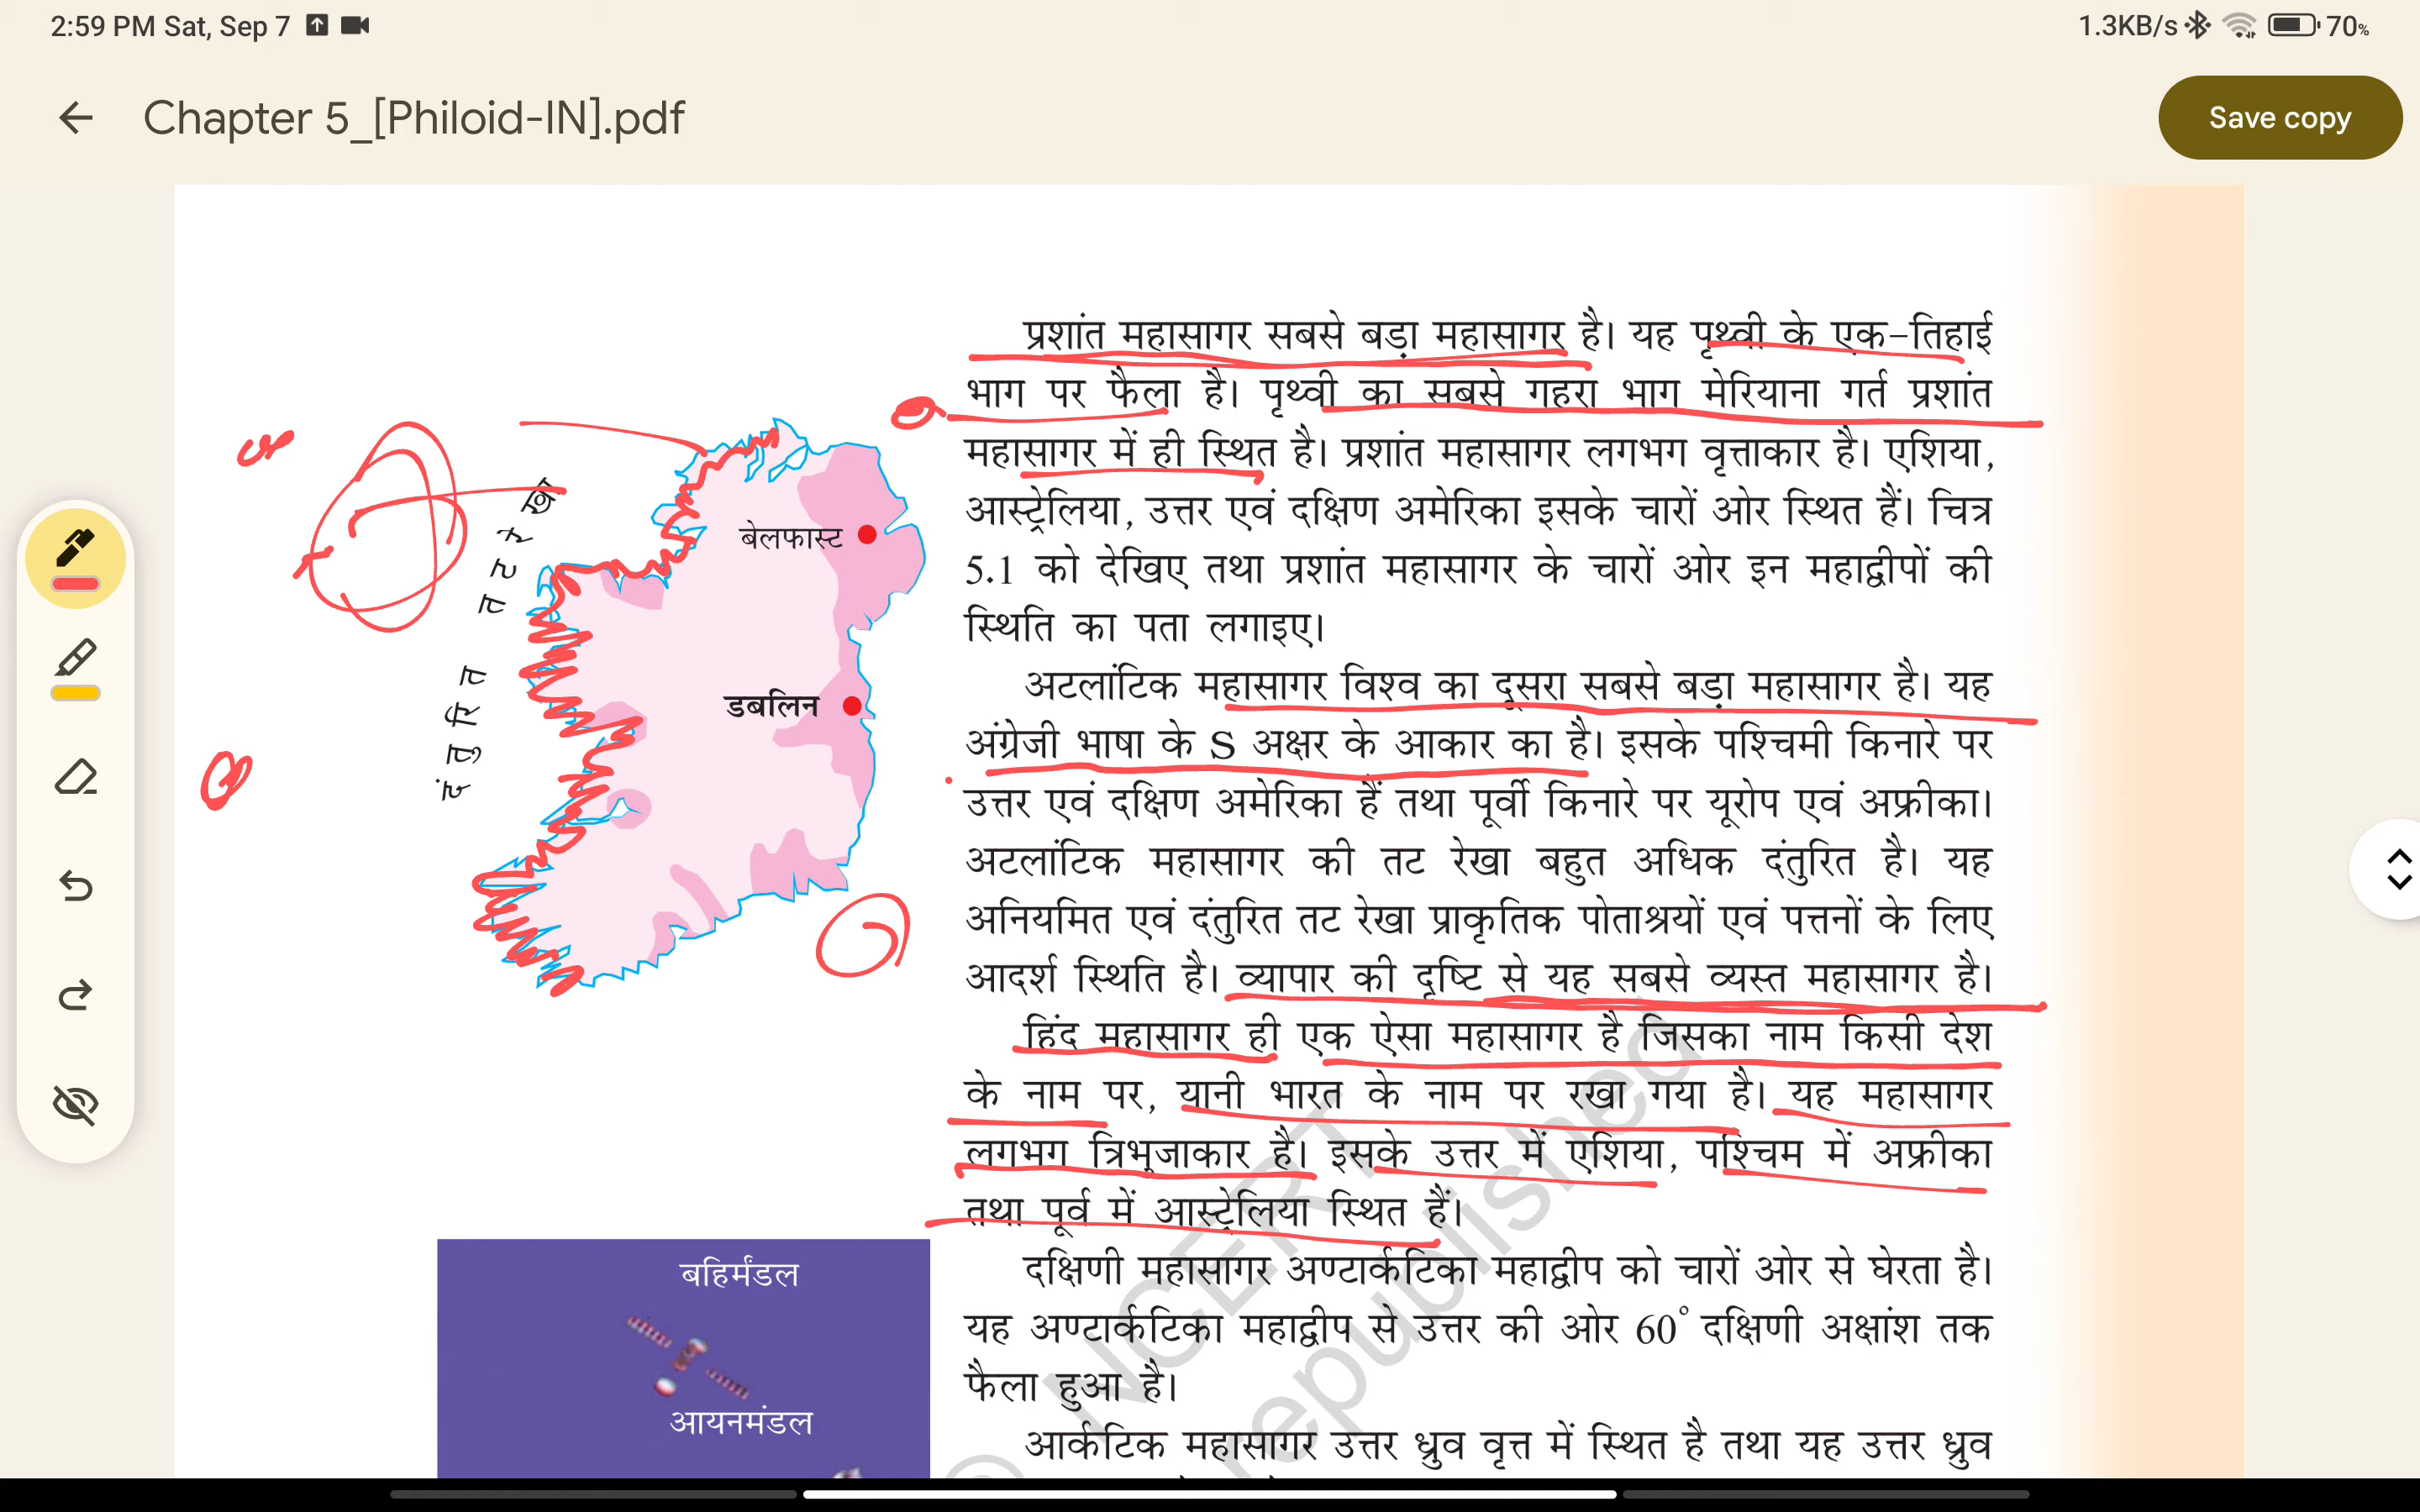 2:59 PM Sat, Sep 7
1.3KB/s 70%
Chapter 5_[Philoid-IN].pdf
Save copy
प्रशांत महासागर सबसे बड़ा महासागर है। यह पृथ्वी के एक-तिहाई
भाग पर फैला है। पृथ्वी का सबसे गहरा भाग मेरियाना गर्त प्रशांत
महासागर में ही स्थित है। प्रशांत महासागर लगभग वृत्ताकार है। एशिया,
आस्ट्रेलिया, उत्तर एवं दक्षिण अमेरिका इसके चारों ओर स्थित हैं। चित्र
5.1 को देखिए तथा प्रशांत महासागर के चारों ओर इन महाद्वीपों की
स्थिति का पता लगाइए।
अटलांटिक महासागर विश्व का दूसरा सबसे बड़ा महासागर है। यह
अंग्रेजी भाषा के S अक्षर के आकार का है। इसके पश्चिमी किनारे पर
उत्तर एवं दक्षिण अमेरिका हैं तथा पूर्वी किनारे पर यूरोप एवं अफ्रीका।
अटलांटिक महासागर की तट रेखा बहुत अधिक दंतुरित है। यह
अनियमित एवं दंतुरित तट रेखा प्राकृतिक पोताश्रयों एवं पत्तनों के लिए
आदर्श स्थिति है। व्यापार की दृष्टि से यह सबसे व्यस्त महासागर है।
हिंद महासागर ही एक ऐसा महासागर है जिसका नाम किसी देश
के नाम पर, यानी भारत के नाम पर रखा गया है। यह महासागर
लगभग त्रिभुजाकार है। इसके उत्तर में एशिया, पश्चिम में अफ्रीका
तथा पूर्व में आस्ट्रेलिया स्थित हैं।
दक्षिणी महासागर अण्टार्कटिका महाद्वीप को चारों ओर से घेरता है।
यह अण्टार्कटिका महाद्वीप से उत्तर की ओर 60° दक्षिणी अक्षांश तक
फैला हुआ है।
आर्कटिक महासागर उत्तर ध्रुव वृत्त में स्थित है तथा यह उत्तर ध्रुव
दंतुरित तट रेखा
बेलफास्ट
डबलिन
बहिर्मंडल
आयनमंडल
© NCERT
republished